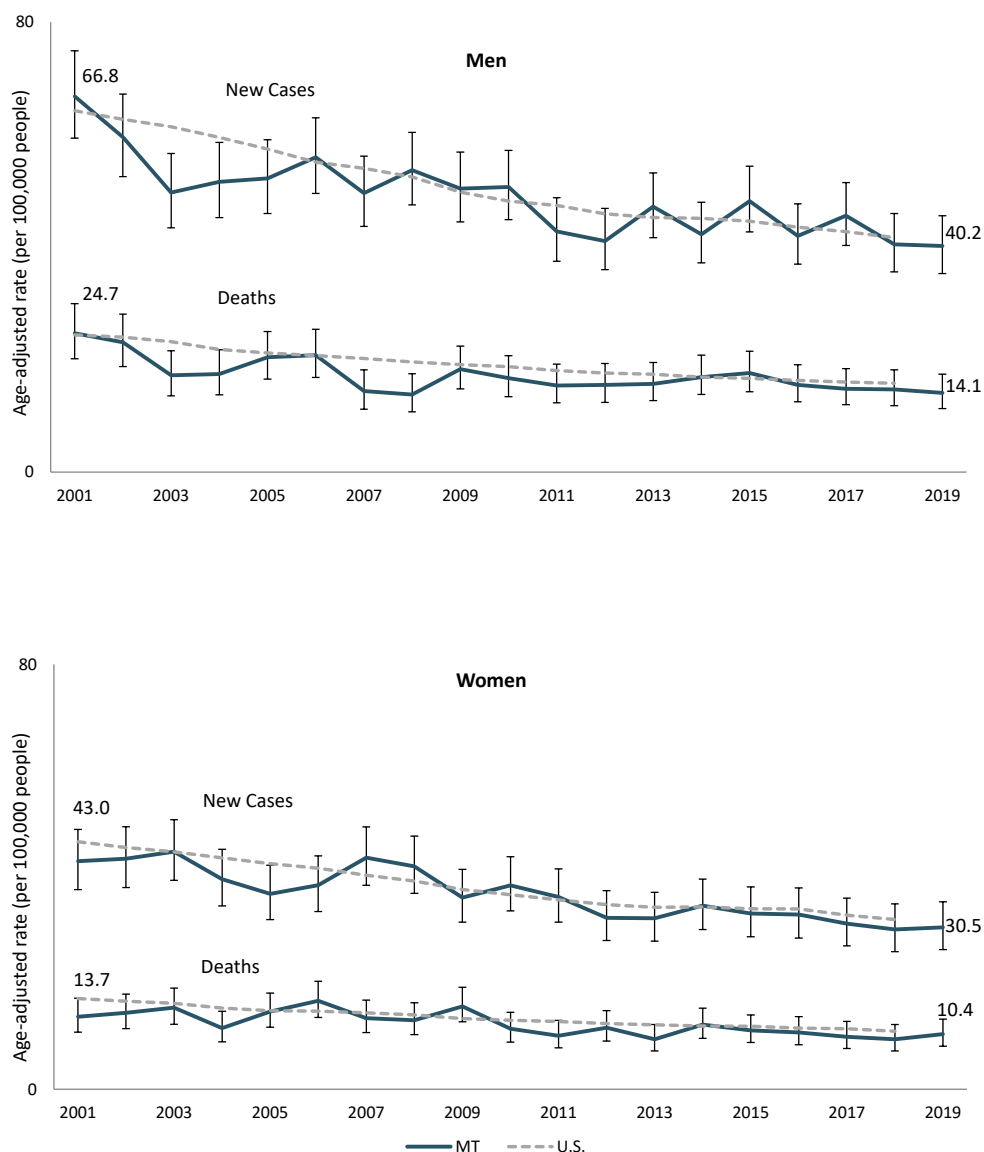 80
Men
66.8
New Cases
Age-adjusted rate (per 100,000 people)
40.2
24.7
Deaths
14.1
0
2001 2003 2005 2007 2009 2011 2013 2015 2017 2019
80
Women
43.0
New Cases
Age-adjusted rate (per 100,000 people)
30.5
13.7
Deaths
10.4
0
2001 2003 2005 2007 2009 2011 2013 2015 2017 2019
MT U.S.